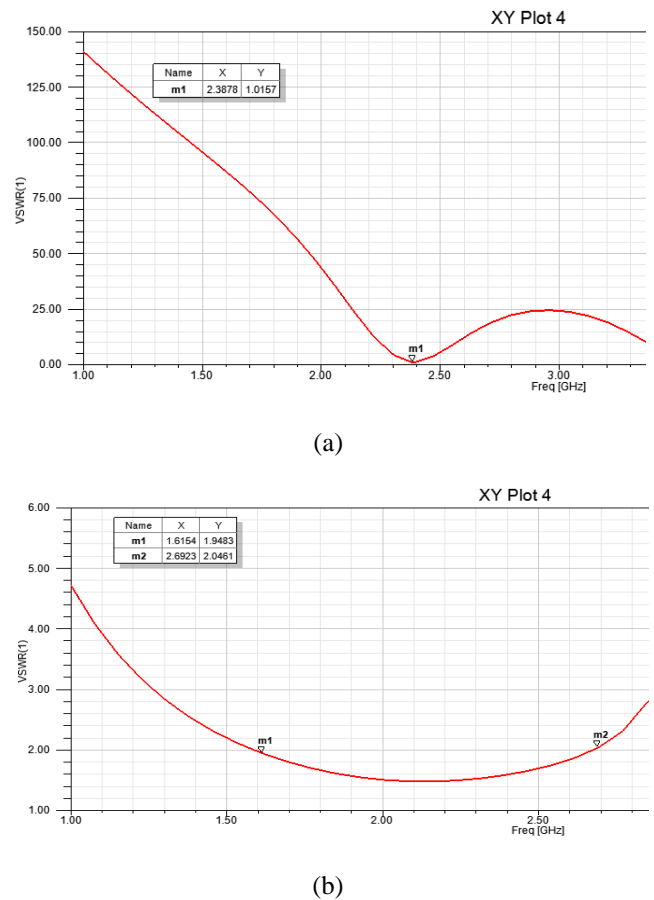 XY Plot 4
150.00
125.00
100.00
75.00
50.00
25.00
0.00
VSWR(1)
Name X Y
m1 2.3878 1.0157
m1
1.00 1.50 2.00 2.50 3.00
Freq [GHz]
(a)
XY Plot 4
6.00
5.00
4.00
3.00
2.00
1.00
VSWR(1)
Name X Y
m1 1.6154 1.9483
m2 2.6923 2.0461
m1
m2
1.00 1.50 2.00 2.50
Freq [GHz]
(b)